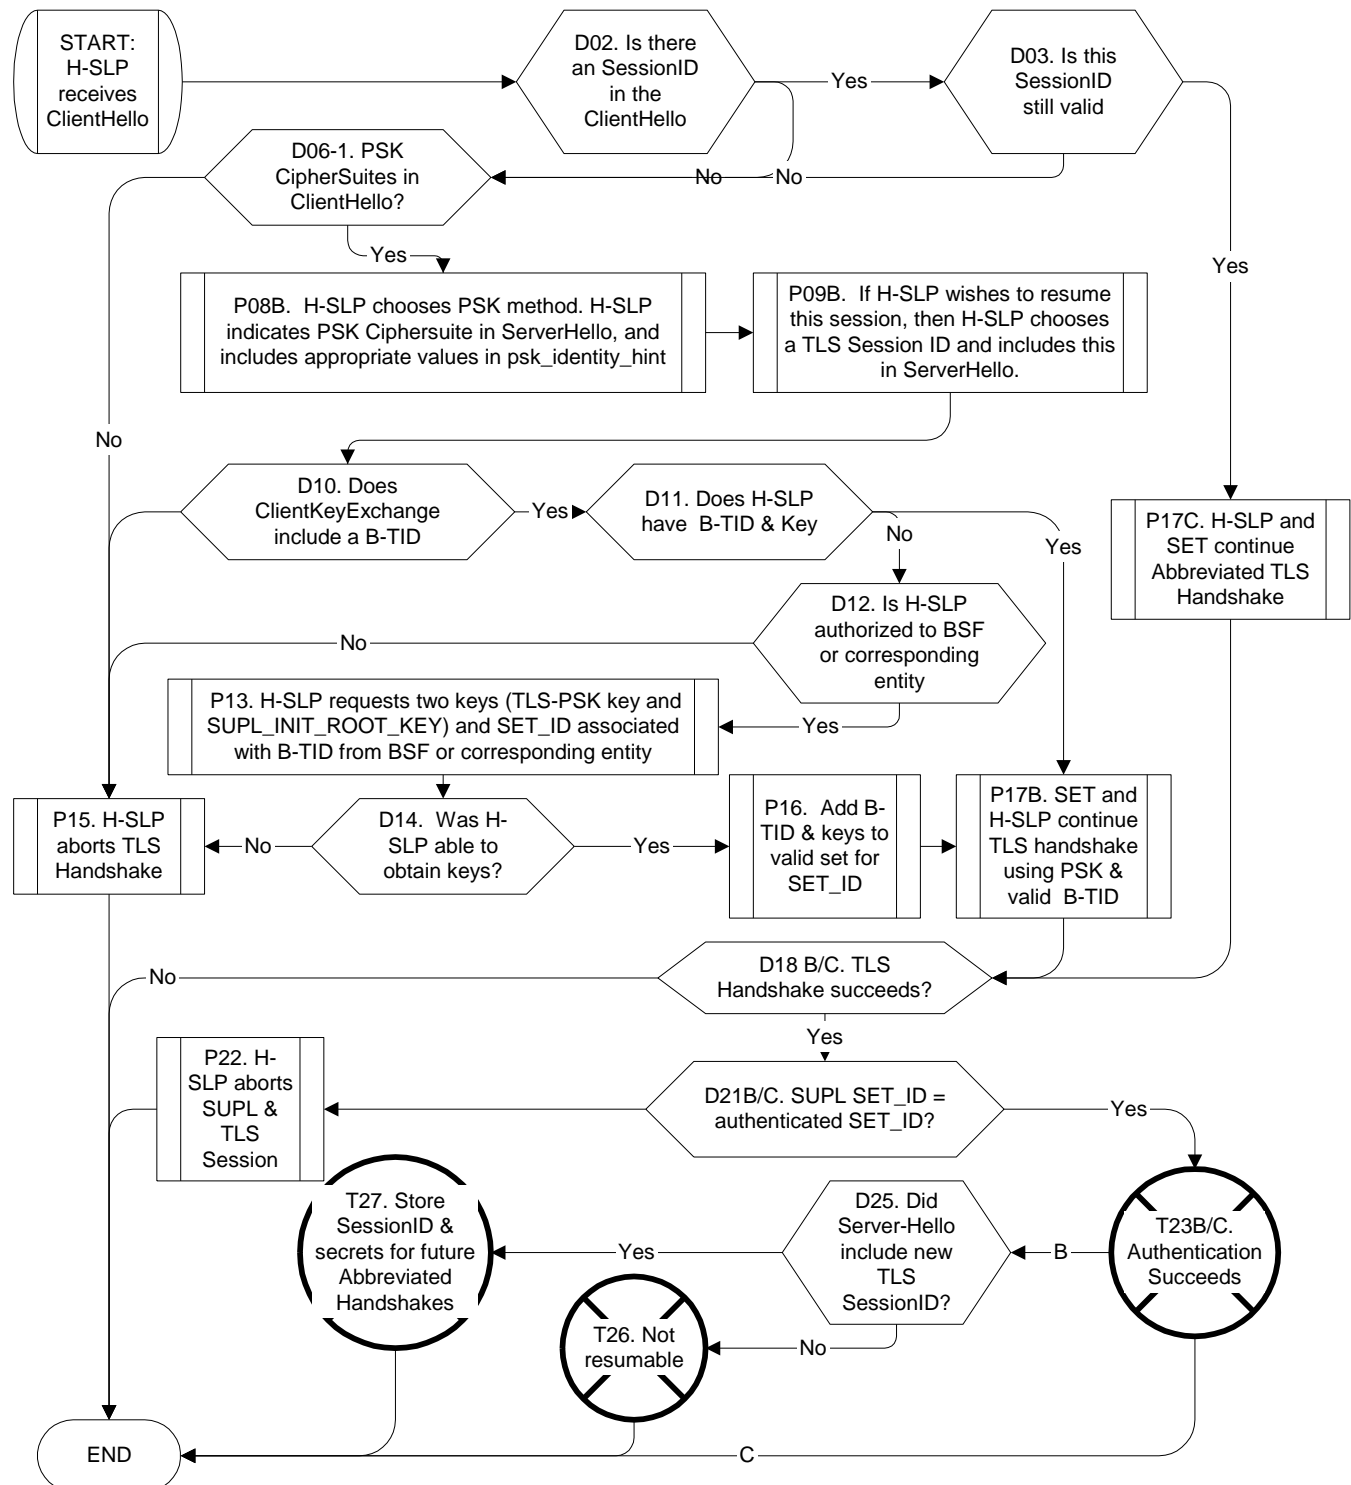 START:
H-SLP
receives
ClientHello
D02. Is there
an SessionID
in the
ClientHello
Yes
D03. Is this
SessionID
still valid
D06-1. PSK
CipherSuites in
ClientHello?
No
No
Yes
Yes
P08B.  H-SLP chooses PSK method. H-SLP
indicates PSK Ciphersuite in ServerHello, and
includes appropriate values in psk_identity_hint
P09B.  If H-SLP wishes to resume
this session, then H-SLP chooses
a TLS Session ID and includes this
in ServerHello.
No
D10. Does
ClientKeyExchange
include a B-TID
Yes
D11. Does H-SLP
have  B-TID & Key
No
Yes
P17C. H-SLP and
SET continue
Abbreviated TLS
Handshake
D12. Is H-SLP
authorized to BSF
or corresponding
entity
No
P13. H-SLP requests two keys (TLS-PSK key and
SUPL_INIT_ROOT_KEY) and SET_ID associated
with B-TID from BSF or corresponding entity
Yes
P15. H-SLP
aborts TLS
Handshake
No
D14.  Was H-
SLP able to
obtain keys?
Yes
P16.  Add B-
TID & keys to
valid set for
SET_ID
P17B. SET and
H-SLP continue
TLS handshake
using PSK &
valid  B-TID
No
D18 B/C. TLS
Handshake succeeds?
Yes
P22. H-
SLP aborts
SUPL &
TLS
Session
D21B/C. SUPL SET_ID =
authenticated SET_ID?
Yes
T27. Store
SessionID &
secrets for future
Abbreviated
Handshakes
Yes
D25. Did
Server-Hello
include new
TLS
SessionID?
B
T23B/C.
Authentication
Succeeds
T26. Not
resumable
No
END
C